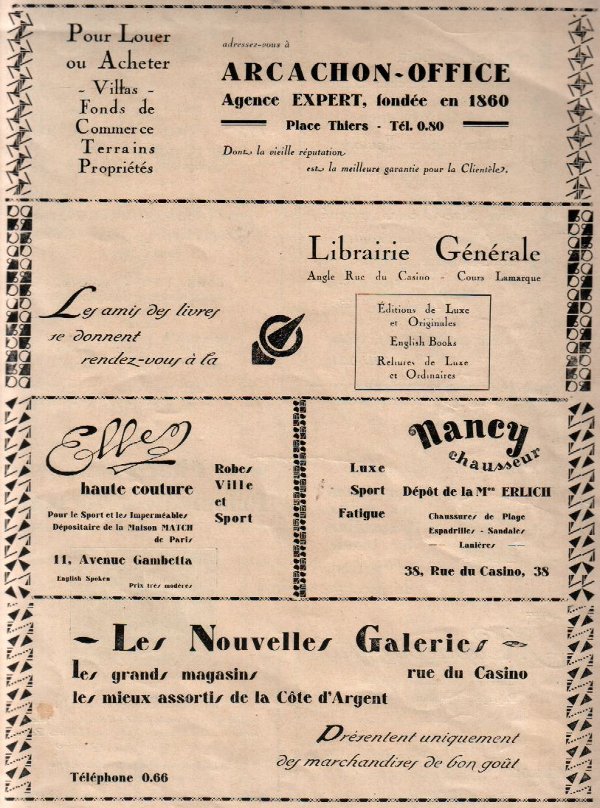 Pour Louer
ou Acheter
- Villas -
Fonds de
Commerce
Terrains
Propriétés
adressez-vous à
ARCACHON-OFFICE
Agence EXPERT, fondée en 1860
Place Thiers - Tél. 0.80
Dont la vieille réputation
est la meilleure garantie pour la Clientèle.
Librairie Générale
Angle Rue du Casino - Cours Lamarque
Les amis des livres
se donnent
rendez-vous à la
Éditions de Luxe
et Originales
English Books
Reliures de Luxe
et Ordinaires
Elles
haute couture
Pour le Sport et les Imperméables
Dépositaire de la Maison MATCH
de Paris
11, Avenue Gambetta
English Spoken
Prix très modérés
Robes
Ville
et
Sport
Luxe
Sport
Fatigue
Nancy
chausseur
Dépôt de la Mon ERLICH
Chaussures de Plage
Espadrilles - Sandales
- Lanières -
38, Rue du Casino, 38
- Les Nouvelles Galeries -
les grands magasins
rue du Casino
les mieux assortis de la Côte d'Argent
Présentent uniquement
des marchandises de bon goût
Téléphone 0.66